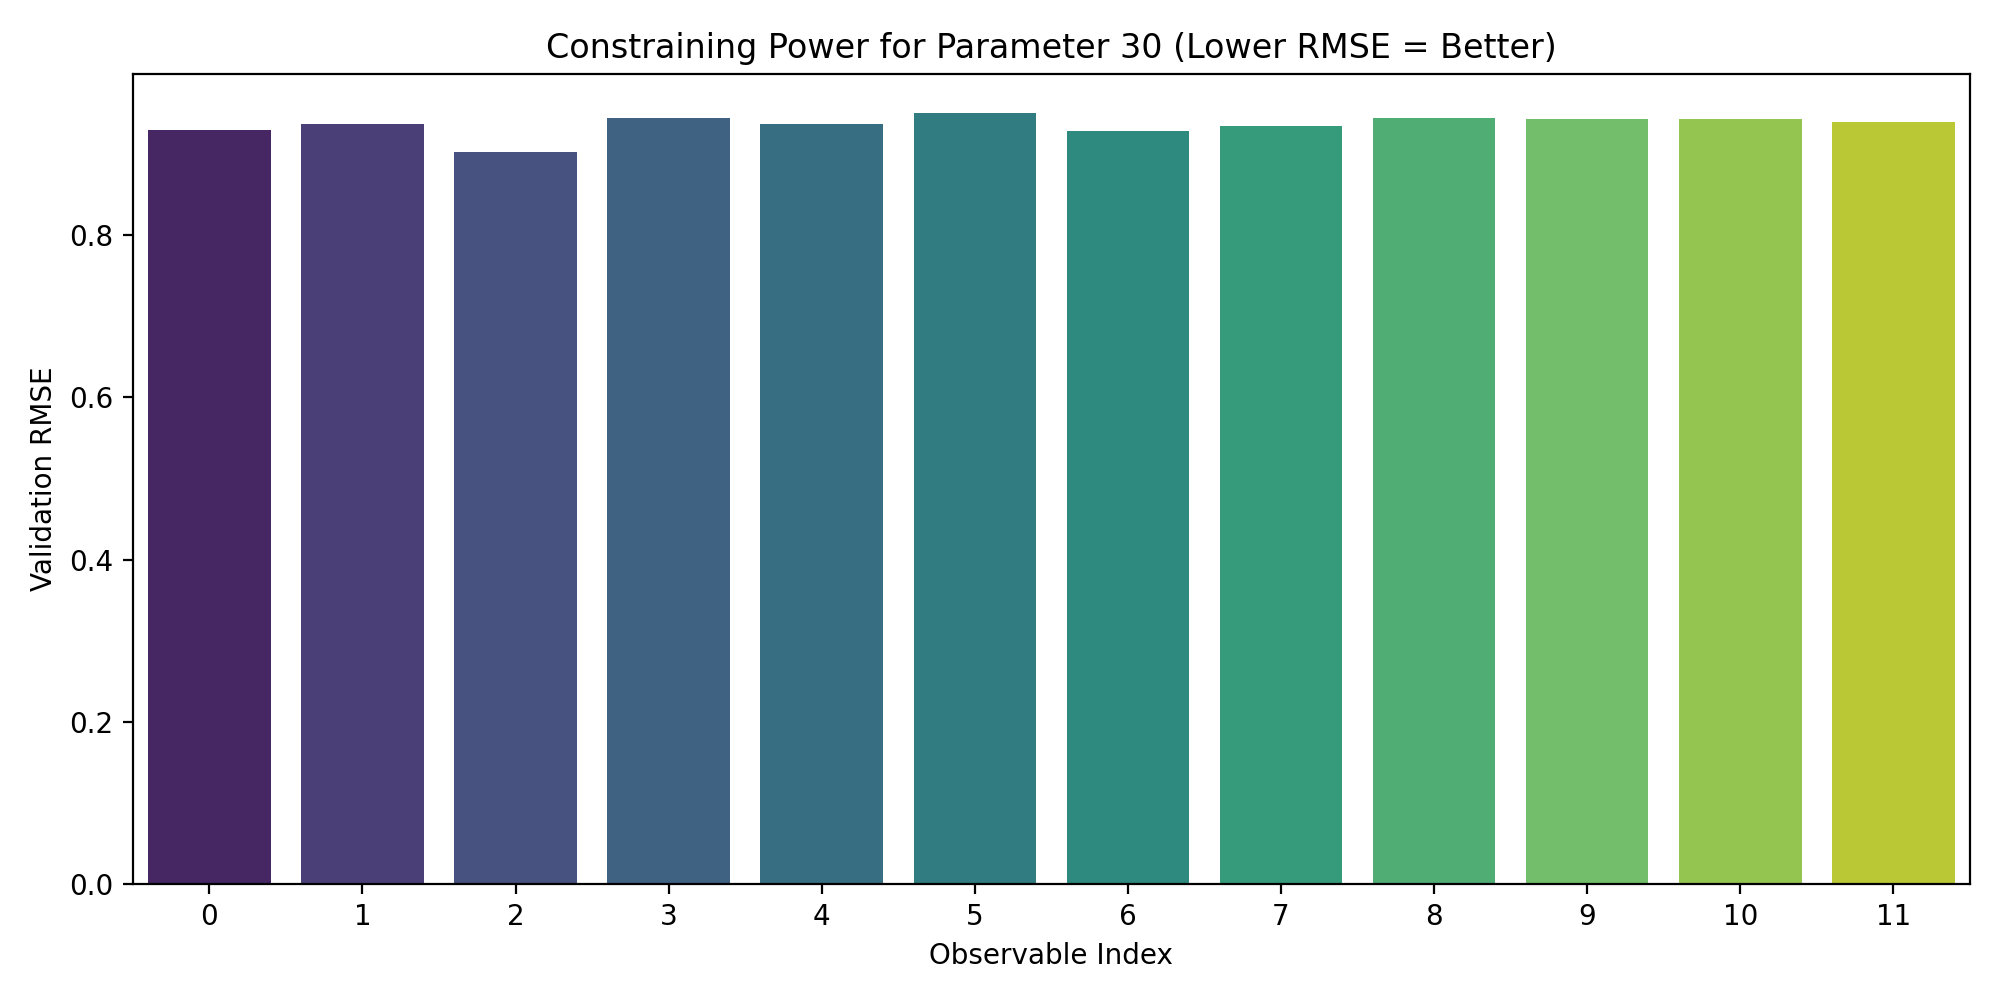 Constraining Power for Parameter 30 (Lower RMSE = Better)
Validation RMSE
0.8
0.6
0.4
0.2
0.0
0 1 2 3 4 5 6 7 8 9 10 11
Observable Index